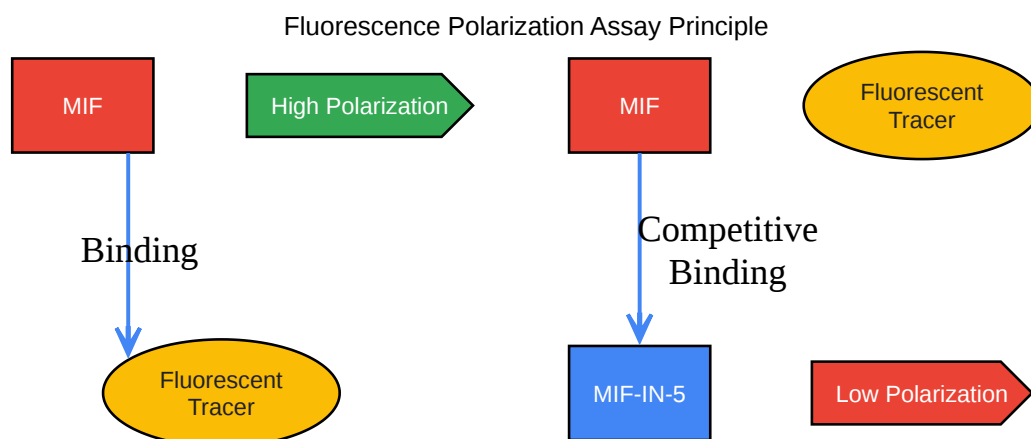 Fluorescence Polarization Assay Principle
MIF
High Polarization
MIF
Fluorescent
Tracer
Binding
Competitive
Binding
Fluorescent
Tracer
MIF-IN-5
Low Polarization